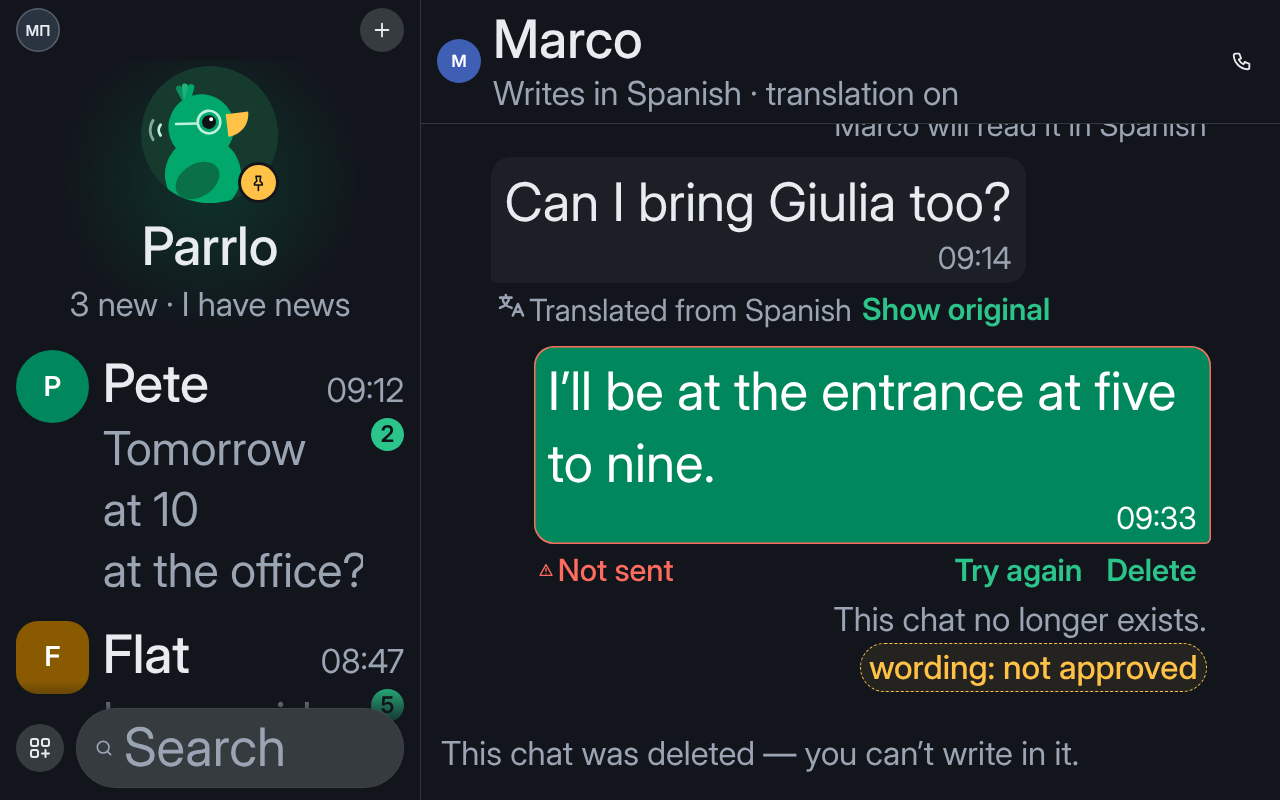 МП
Parrlo
3 new · I have news
P
Pete
09:12
Tomorrow
2
at 10
at the office?
F
Flat
08:47
5
Search
M
Marco
Writes in Spanish · translation on
Marco will read it in Spanish
Can I bring Giulia too?
09:14
Translated from Spanish Show original
I’ll be at the entrance at five
to nine.
09:33
Not sent
Try again Delete
This chat no longer exists.
wording: not approved
This chat was deleted — you can’t write in it.